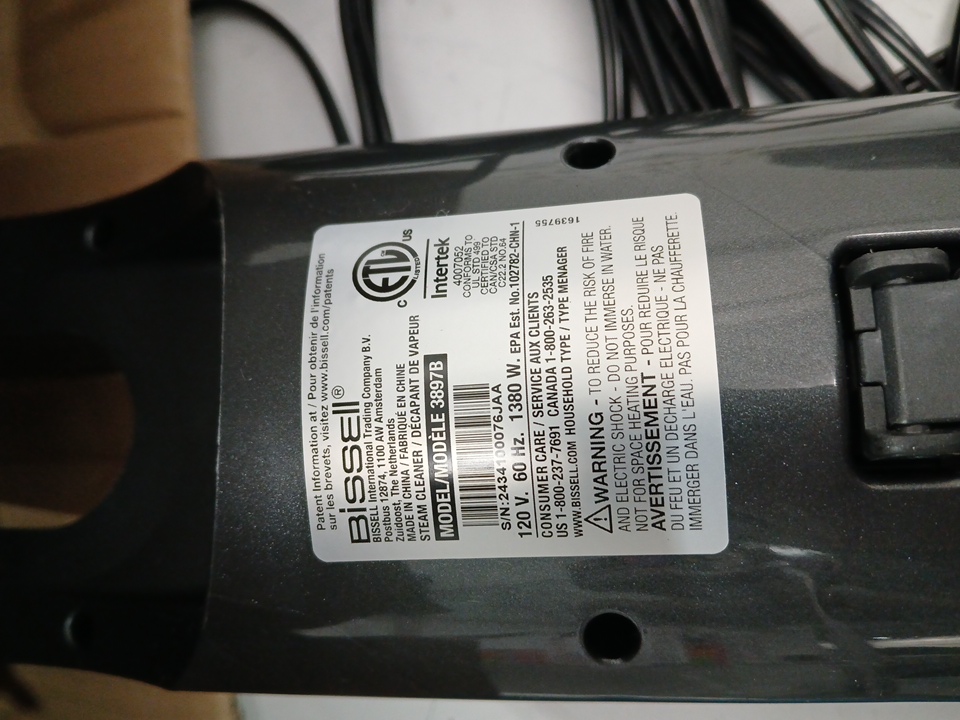 Patent Information at / Pour obtenir de l'information
sur les brevets, visitez www.bissell.com/patents
BISSELL®
BISSELL International Trading Company B.V.
Postbus 12874, 1100 AW Amsterdam
Zuidoost, The Netherlands
MADE IN CHINA / FABRIQUÉ EN CHINE
STEAM CLEANER / DÉCAPANT DE VAPEUR
MODEL/MODÈLE 3897B
S/N:2434100076JAA
C ETL US
LISTED
Intertek
4007052
CONFORMS TO
UL STD 499
CERTIFIED TO
CAN/CSA STD
C22.2 NO.64
120 V. 60 Hz. 1380 W. EPA Est. No.102782-CHN-1
CONSUMER CARE / SERVICE AUX CLIENTS
US 1-800-237-7691 CANADA 1-800-263-2535
WWW.BISSELL.COM HOUSEHOLD TYPE / TYPE MENAGER
1639755
WARNING - TO REDUCE THE RISK OF FIRE
AND ELECTRIC SHOCK - DO NOT IMMERSE IN WATER.
NOT FOR SPACE HEATING PURPOSES.
AVERTISSEMENT - POUR REDUIRE LE RISQUE
DU FEU ET UN DECHARGE ELECTRIQUE - NE PAS
IMMERGER DANS L'EAU. PAS POUR LA CHAUFFERETTE.